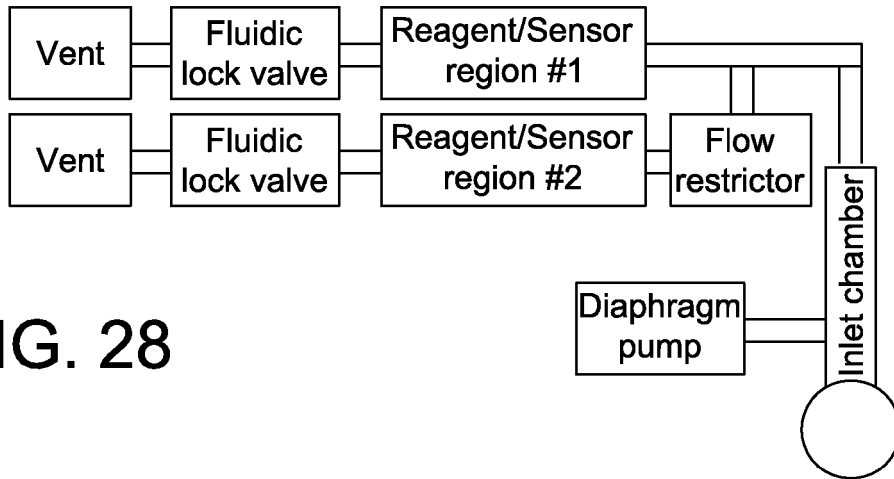 Vent
Fluidic
lock valve
Reagent/Sensor
region #1
Vent
Fluidic
lock valve
Reagent/Sensor
region #2
Flow
restrictor
Inlet chamber
Diaphragm
pump
IG. 28